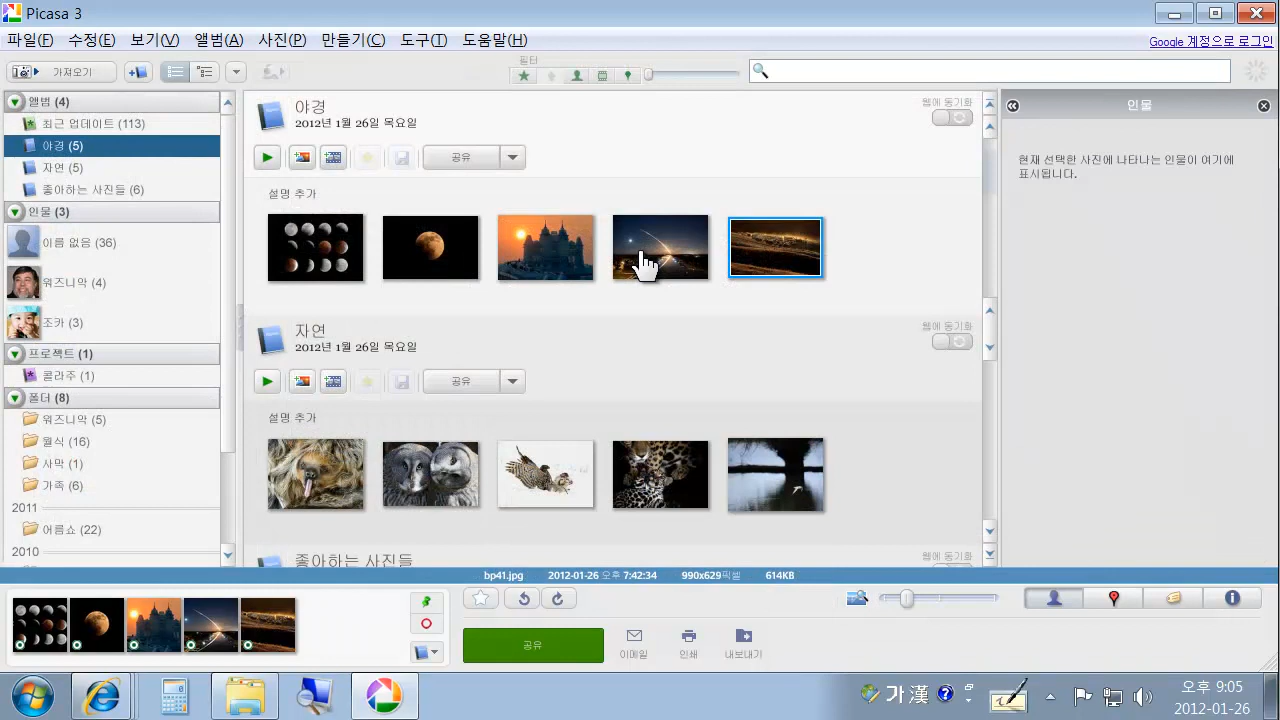 Picasa 3
파일(F) 수정(E) 보기(V) 앨범(A) 사진(P) 만들기(C) 도구(T) 도움말(H)
Google 계정으로 로그인
가져오기
필터
앨범 (4)
최근 업데이트 (113)
야경 (5)
자연 (5)
좋아하는 사진들 (6)
인물 (3)
이름 없음 (36)
워즈니악 (4)
조카 (3)
프로젝트 (1)
콜라주 (1)
폴더 (8)
워즈니악 (5)
월식 (16)
사막 (1)
가족 (6)
2011
어름쇼 (22)
2010
야경
2012년 1월 26일 목요일
웹에 동기화
공유
설명 추가
자연
2012년 1월 26일 목요일
웹에 동기화
공유
설명 추가
좋아하는 사진들
웹에 동기화
인물
현재 선택한 사진에 나타나는 인물이 여기에
표시됩니다.
bp41.jpg 2012-01-26 오후 7:42:34 990x629픽셀 614KB
공유
이메일 인쇄 내보내기
가 漢
오후 9:05
2012-01-26